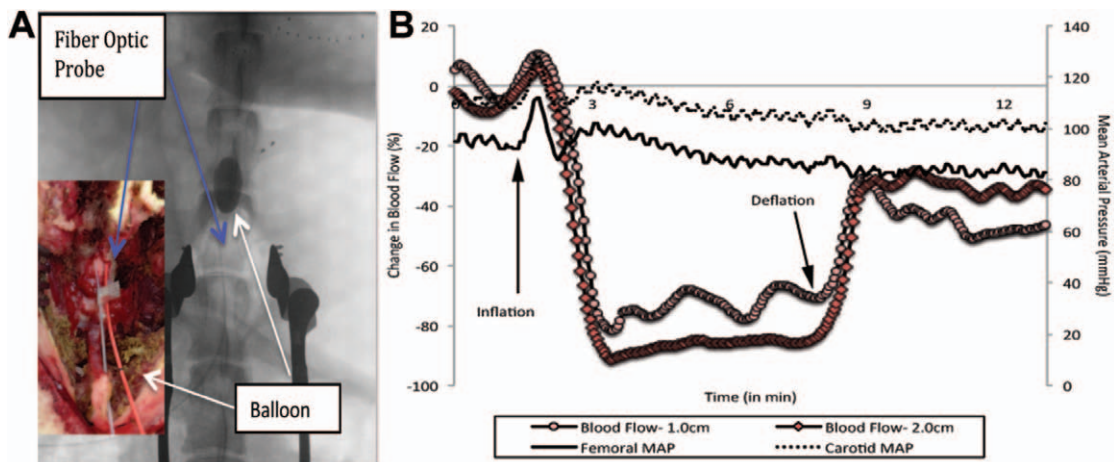 A
Fiber Optic
Probe
Balloon
B
20
0
-20
-40
-60
-80
-100
Change in Blood Flow (%)
140
120
100
80
60
40
20
0
Mean Arterial Pressure (mmHg)
3
6
9
12
Inflation
Deflation
Time (in min)
Blood Flow- 1.0cm
Blood Flow- 2.0cm
Femoral MAP
Carotid MAP